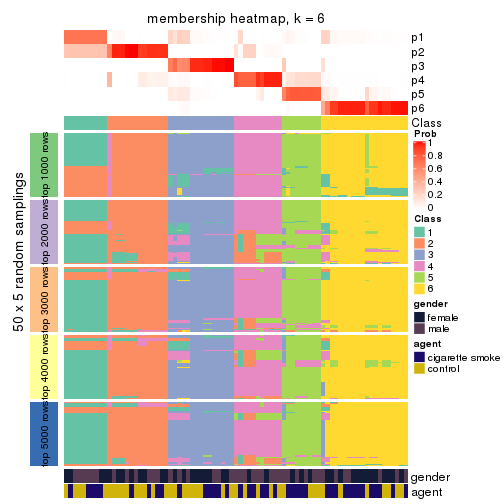 membership heatmap, k = 6
p1
p2
p3
p4
p5
p6
Class
50 x 5 random samplings
top 1000 rows
top 2000 rows
top 3000 rows
top 4000 rows
top 5000 rows
gender
agent
Prob
1
0.8
0.6
0.4
0.2
0
Class
1
2
3
4
5
6
gender
female
male
agent
cigarette smoke
control